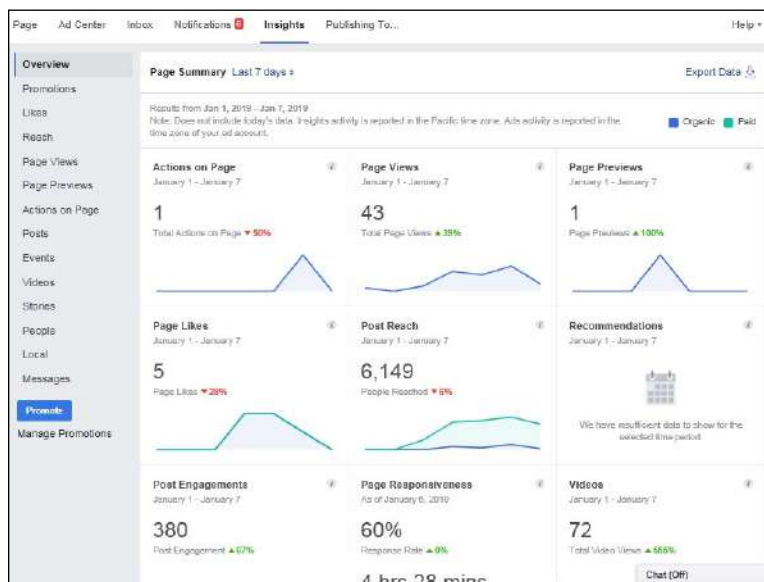 Page Ad Center Inbox Notifications 6 Insights Publishing To... Help
Overview
Promotions
Likes
Reach
Page Views
Page Previews
Actions on Page
Posts
Events
Videos
Stories
People
Local
Messages
Promote
Manage Promotions
Page Summary Last 7 days
Export Data
Results from Jan 1, 2019 - Jan 7, 2019
Note: Does not include today's data. Insights activity is reported in the Pacific time zone. Ads activity is reported in the
time zone of your ad account.
Organic Paid
Actions on Page
January 1 - January 7
1
Total Actions on Page ▼50%
Page Views
January 1 - January 7
43
Total Page Views ▲39%
Page Previews
January 1 - January 7
1
Page Previews ▲100%
Page Likes
January 1 - January 7
5
Page Likes ▼28%
Post Reach
January 1 - January 7
6,149
People Reached ▼6%
Recommendations
January 1 - January 7
We have insufficient data to show for the
selected time period
Post Engagements
January 1 - January 7
380
Post Engagement ▲67%
Page Responsiveness
As of January 6, 2019
60%
Response Rate ▲0%
4 hrs 28 mins
Videos
January 1 - January 7
72
Total Video Views
Chat (Off)